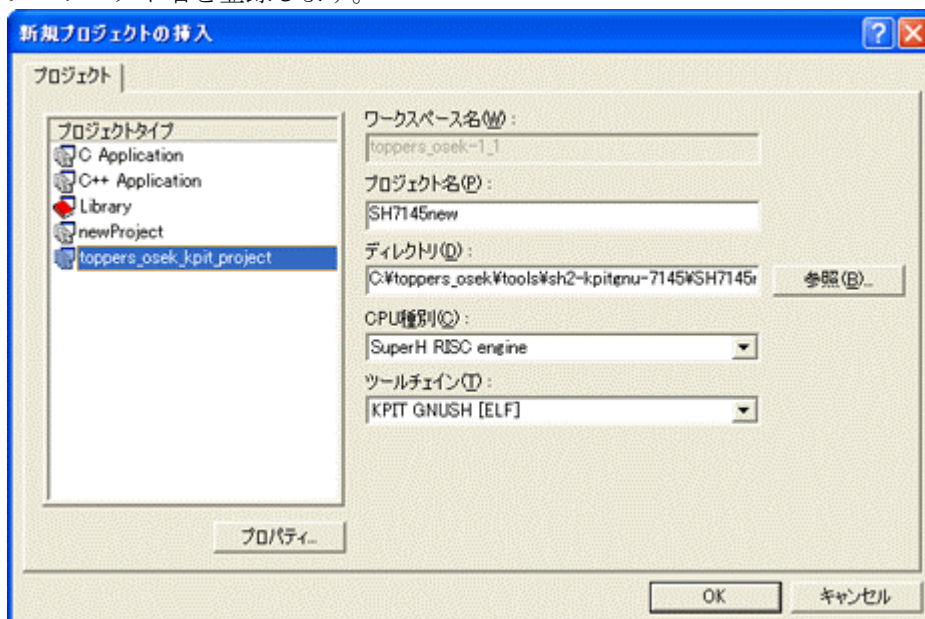 新規プロジェクトの挿入
プロジェクト
プロジェクトタイプ
C Application
C++ Application
Library
newProject
toppers_osek_kpit_project
プロパティ...
ワークスペース名(W):
toppers_osek-1_1
プロジェクト名(P):
SH7145new
ディレクトリ(D):
C:¥toppers_osek¥tools¥sh2-kpitgnu-7145¥SH7145
参照(B)...
CPU種別(C):
SuperH RISC engine
ツールチェイン(T):
KPIT GNUSH [ELF]
OK
キャンセル